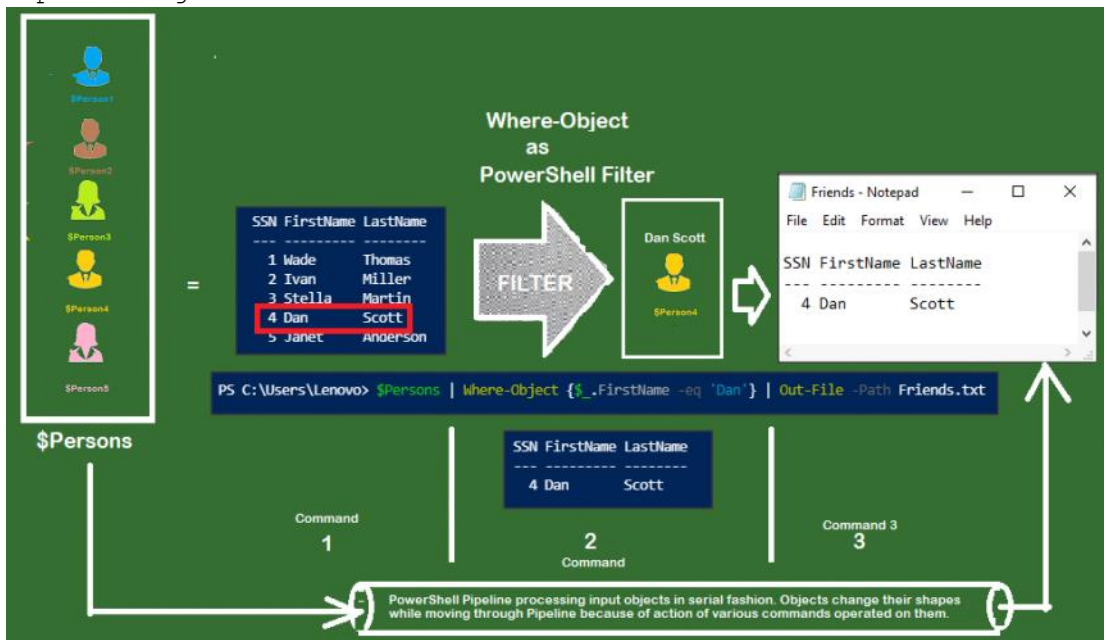 $Person1
$Person2
$Person3
$Person4
$Person5
$Persons
=
SSN FirstName LastName
--- --------- --------
1 Wade Thomas
2 Ivan Miller
3 Stella Martin
4 Dan Scott
5 Janet Anderson
Where-Object
as
PowerShell Filter
FILTER
Dan Scott
$Person4
Friends - Notepad
File Edit Format View Help
SSN FirstName LastName
--- --------- --------
4 Dan Scott
PS C:\Users\Lenovo> $Persons | Where-Object {$_.FirstName -eq 'Dan'} | Out-File -Path Friends.txt
SSN FirstName LastName
--- --------- --------
4 Dan Scott
Command
1
2
Command
Command 3
3
PowerShell Pipeline processing input objects in serial fashion. Objects change their shapes
while moving through Pipeline because of action of various commands operated on them.